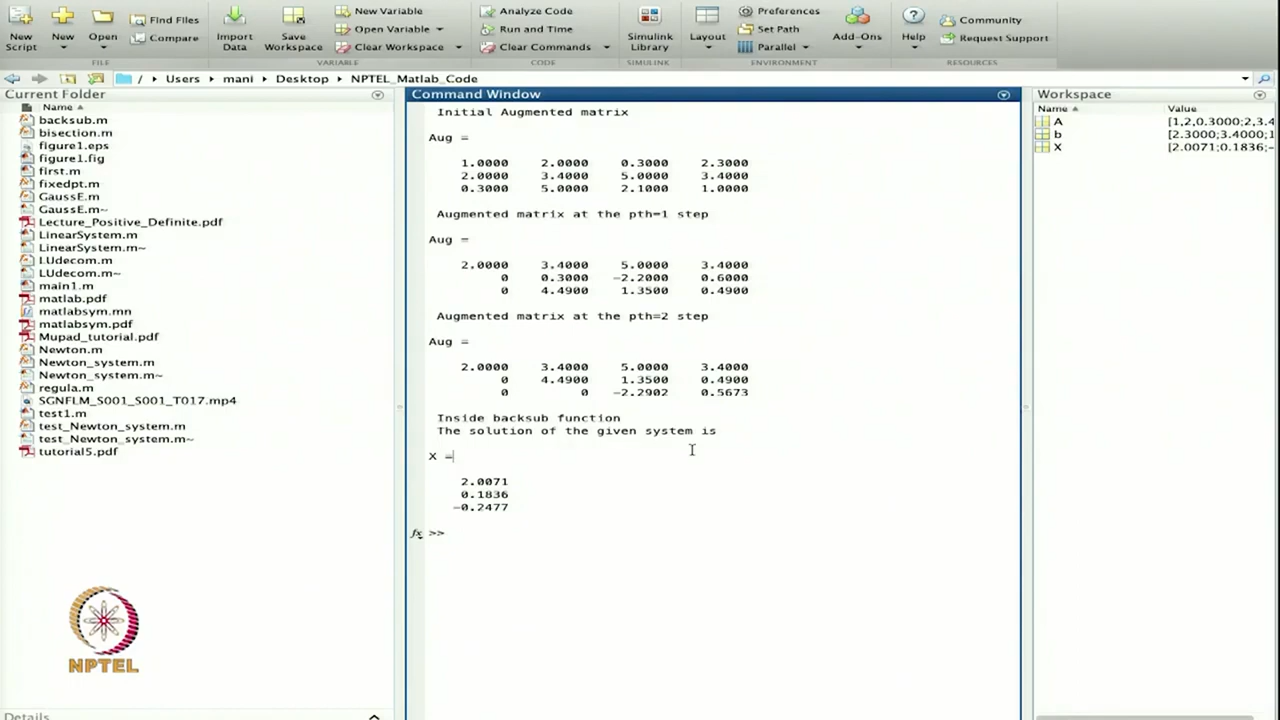 New Script
New
Open
Find Files
Compare
Import Data
Save Workspace
New Variable
Open Variable
Clear Workspace
Analyze Code
Run and Time
Clear Commands
Simulink Library
Layout
Preferences
Set Path
Parallel
Add-Ons
Help
Community
Request Support
FILE
VARIABLE
CODE
SIMULINK
ENVIRONMENT
RESOURCES
/ Users mani Desktop NPTEL_Matlab_Code
Current Folder
Name
backsub.m
bisection.m
figure1.eps
figure1.fig
first.m
fixedpt.m
GaussE.m
GaussE.m~
Lecture_Positive_Definite.pdf
LinearSystem.m
LinearSystem.m~
LUdecom.m
LUdecom.m~
main1.m
matlab.pdf
matlabsym.mn
matlabsym.pdf
Mupad_tutorial.pdf
Newton.m
Newton_system.m
Newton_system.m~
regula.m
SGNFLM_S001_S001_T017.mp4
test1.m
test_Newton_system.m
test_Newton_system.m~
tutorial5.pdf
NPTEL
Details
Command Window
Initial Augmented matrix
Aug =
1.0000 2.0000 0.3000 2.3000
2.0000 3.4000 5.0000 3.4000
0.3000 5.0000 2.1000 1.0000
Augmented matrix at the pth=1 step
Aug =
2.0000 3.4000 5.0000 3.4000
0 0.3000 -2.2000 0.6000
0 4.4900 1.3500 0.4900
Augmented matrix at the pth=2 step
Aug =
2.0000 3.4000 5.0000 3.4000
0 4.4900 1.3500 0.4900
0 0 -2.2902 0.5673
Inside backsub function
The solution of the given system is
X =
2.0071
0.1836
-0.2477
fx >>
Workspace
Name Value
A [1,2,0.3000;2,3.4
b [2.3000;3.4000;1
X [2.0071;0.1836;-